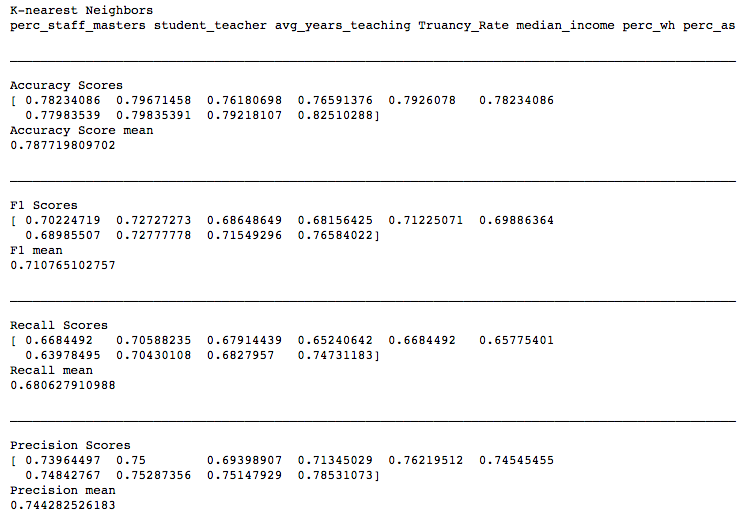 K-nearest Neighbors
perc_staff_masters student_teacher avg_years_teaching Truancy_Rate median_income perc_wh perc_as
Accuracy Scores
[ 0.78234086 0.79671458 0.76180698 0.76591376 0.7926078 0.78234086
0.77983539 0.79835391 0.79218107 0.82510288]
Accuracy Score mean
0.787719809702
F1 Scores
[ 0.70224719 0.72727273 0.68648649 0.68156425 0.71225071 0.69886364
0.68985507 0.72777778 0.71549296 0.76584022]
F1 mean
0.710765102757
Recall Scores
[ 0.6684492 0.70588235 0.67914439 0.65240642 0.6684492 0.65775401
0.63978495 0.70430108 0.6827957 0.74731183]
Recall mean
0.680627910988
Precision Scores
[ 0.73964497 0.75 0.69398907 0.71345029 0.76219512 0.74545455
0.74842767 0.75287356 0.75147929 0.78531073]
Precision mean
0.744282526183